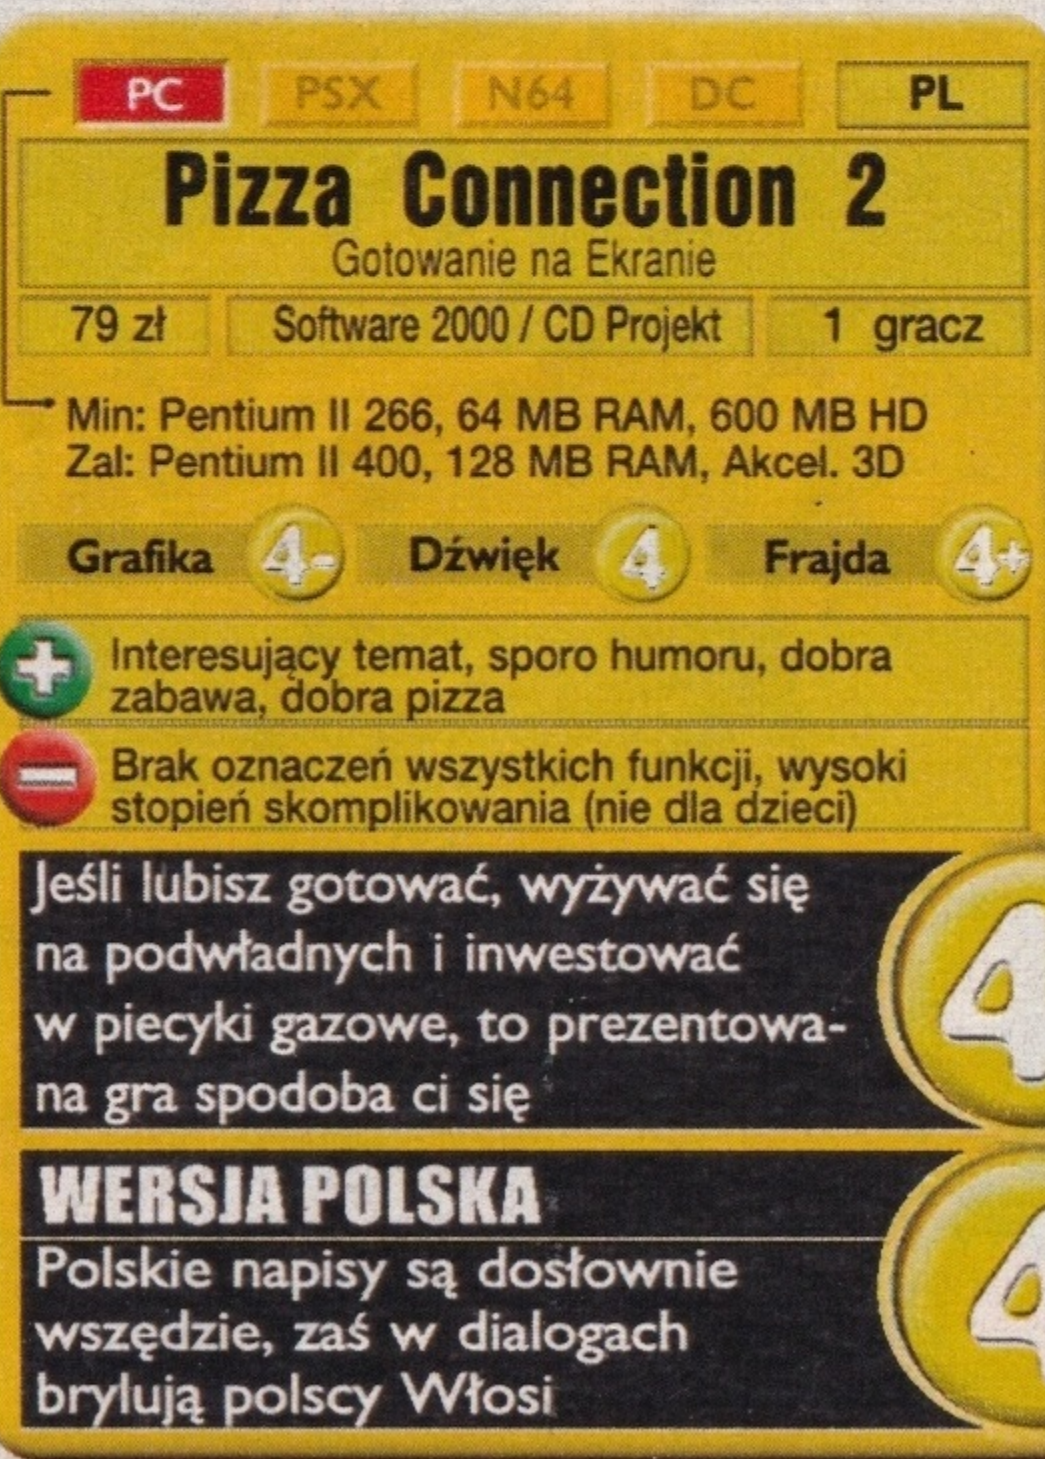 PC PSX N64 DC PL
Pizza Connection 2
Gotowanie na Ekranie
79 zł Software 2000 / CD Projekt 1 gracz
Min: Pentium II 266, 64 MB RAM, 600 MB HD
Zal: Pentium II 400, 128 MB RAM, Akcel. 3D
Grafika 4- Dźwięk 4 Frajda 4+
Interesujący temat, sporo humoru, dobra
zabawa, dobra pizza
Brak oznaczeń wszystkich funkcji, wysoki
stopień skomplikowania (nie dla dzieci)
Jeśli lubisz gotować, wyżywać się
na podwładnych i inwestować
w piecyki gazowe, to prezentowa-
na gra spodoba ci się
4
WERSJA POLSKA
Polskie napisy są dosłownie
wszędzie, zaś w dialogach
brylują polscy Włosi
4